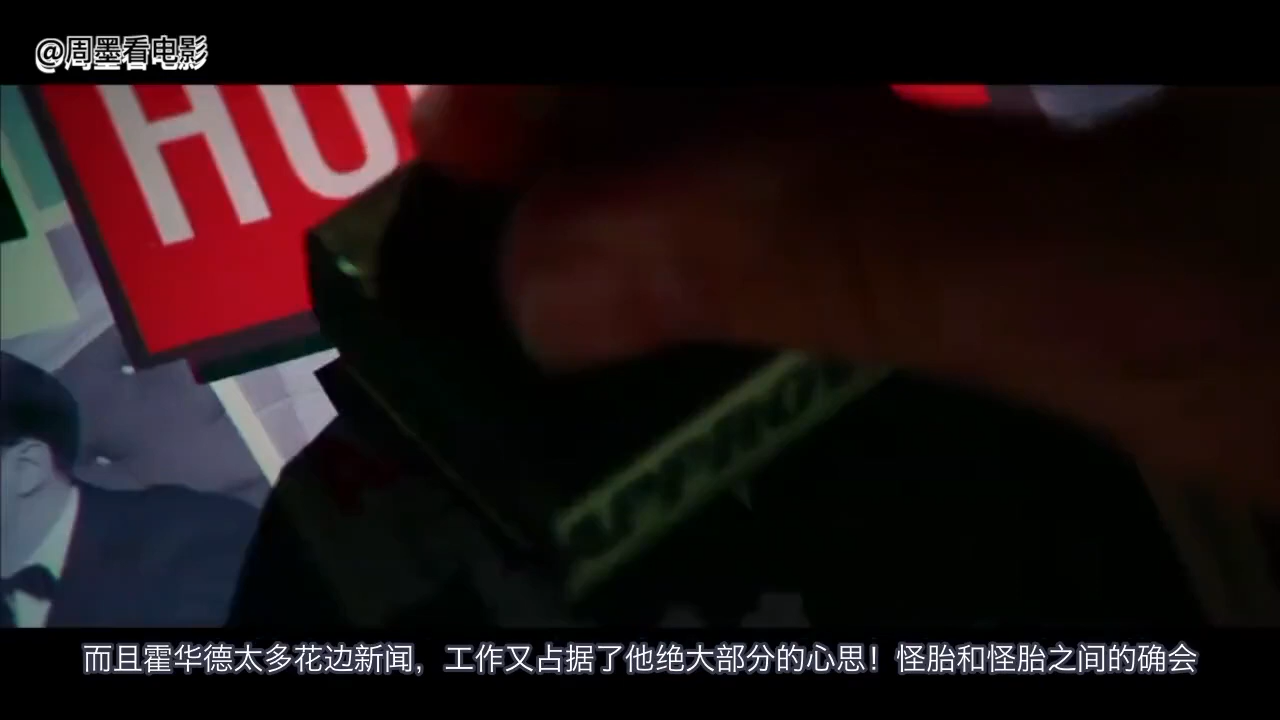 @周墨看电影
HU
而且霍华德太多花边新闻，工作又占据了他绝大部分的心思！怪胎和怪胎之间的确会